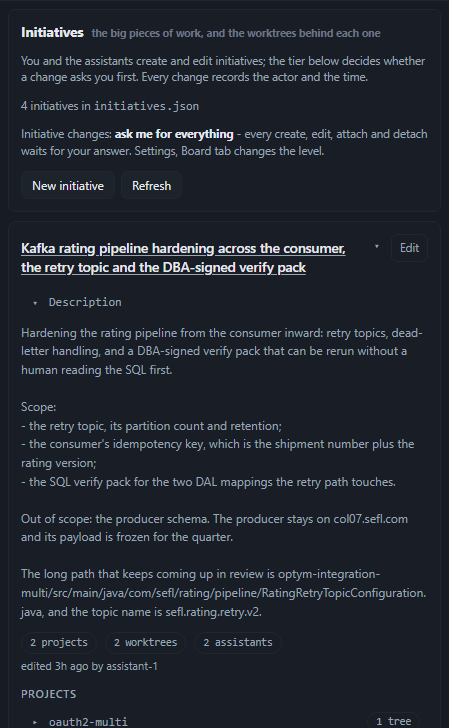 Initiatives the big pieces of work, and the worktrees behind each one
You and the assistants create and edit initiatives; the tier below decides whether
a change asks you first. Every change records the actor and the time.
4 initiatives in initiatives.json
Initiative changes: ask me for everything - every create, edit, attach and detach
waits for your answer. Settings, Board tab changes the level.
New initiative Refresh
Kafka rating pipeline hardening across the consumer,
the retry topic and the DBA-signed verify pack
Edit
Description
Hardening the rating pipeline from the consumer inward: retry topics, dead-
letter handling, and a DBA-signed verify pack that can be rerun without a
human reading the SQL first.
Scope:
- the retry topic, its partition count and retention;
- the consumer's idempotency key, which is the shipment number plus the
rating version;
- the SQL verify pack for the two DAL mappings the retry path touches.
Out of scope: the producer schema. The producer stays on col07.sefl.com
and its payload is frozen for the quarter.
The long path that keeps coming up in review is optym-integration-
multi/src/main/java/com/sefl/rating/pipeline/RatingRetryTopicConfiguration.
java, and the topic name is sefl.rating.retry.v2.
2 projects 2 worktrees 2 assistants
edited 3h ago by assistant-1
PROJECTS
oauth2-multi 1 tree